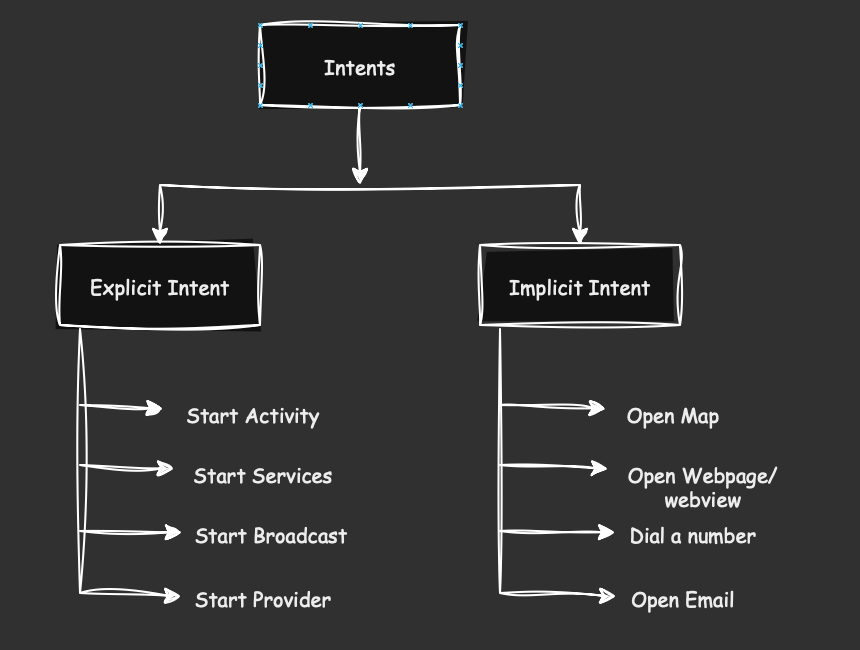 Intents
Explicit Intent
Implicit Intent
Start Activity
Start Services
Start Broadcast
Start Provider
Open Map
Open Webpage/
webview
Dial a number
Open Email